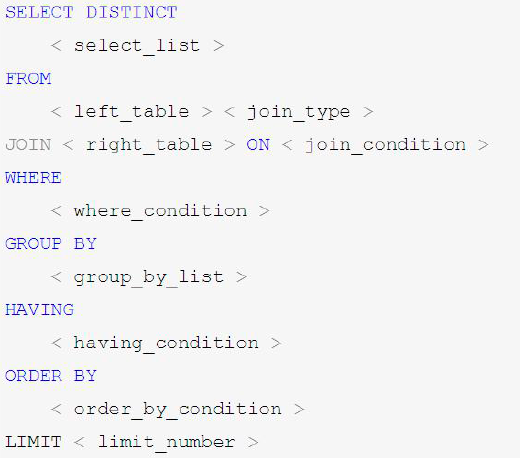 SELECT DISTINCT
< select_list >
FROM
< left_table > < join_type >
JOIN < right_table > ON < join_condition >
WHERE
< where_condition >
GROUP BY
< group_by_list >
HAVING
< having_condition >
ORDER BY
< order_by_condition >
LIMIT < limit_number >